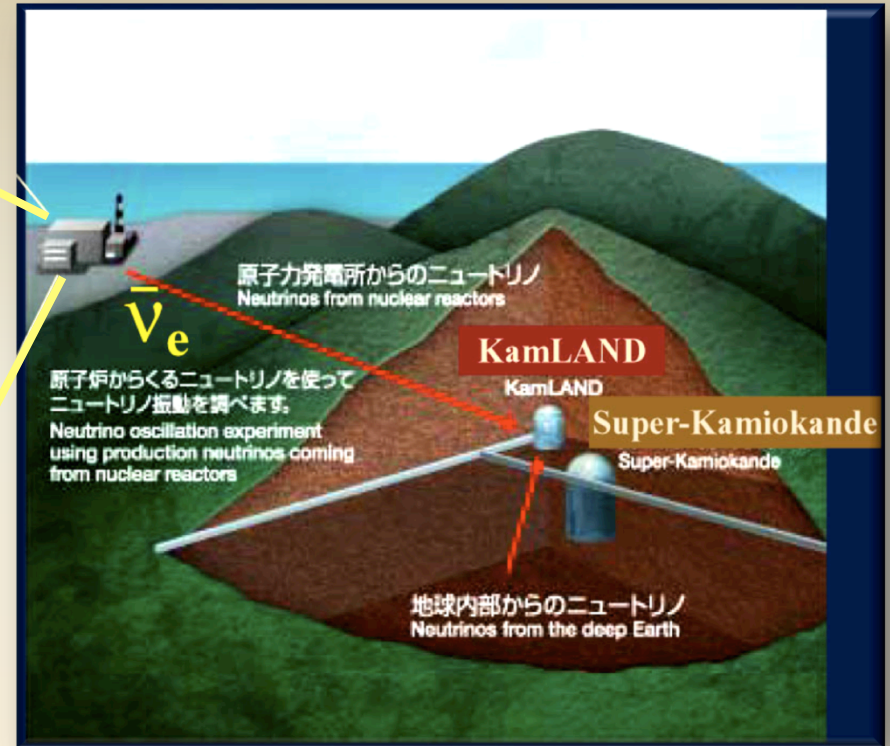 原子力発電所からのニュートリノ
Neutrinos from nuclear reactors
ν̄e
KamLAND
KamLAND
原子炉からくるニュートリノを使って
ニュートリノ振動を調べます。
Neutrino oscillation experiment
using production neutrinos coming
from nuclear reactors
Super-Kamiokande
Super-Kamiokande
地球内部からのニュートリノ
Neutrinos from the deep Earth